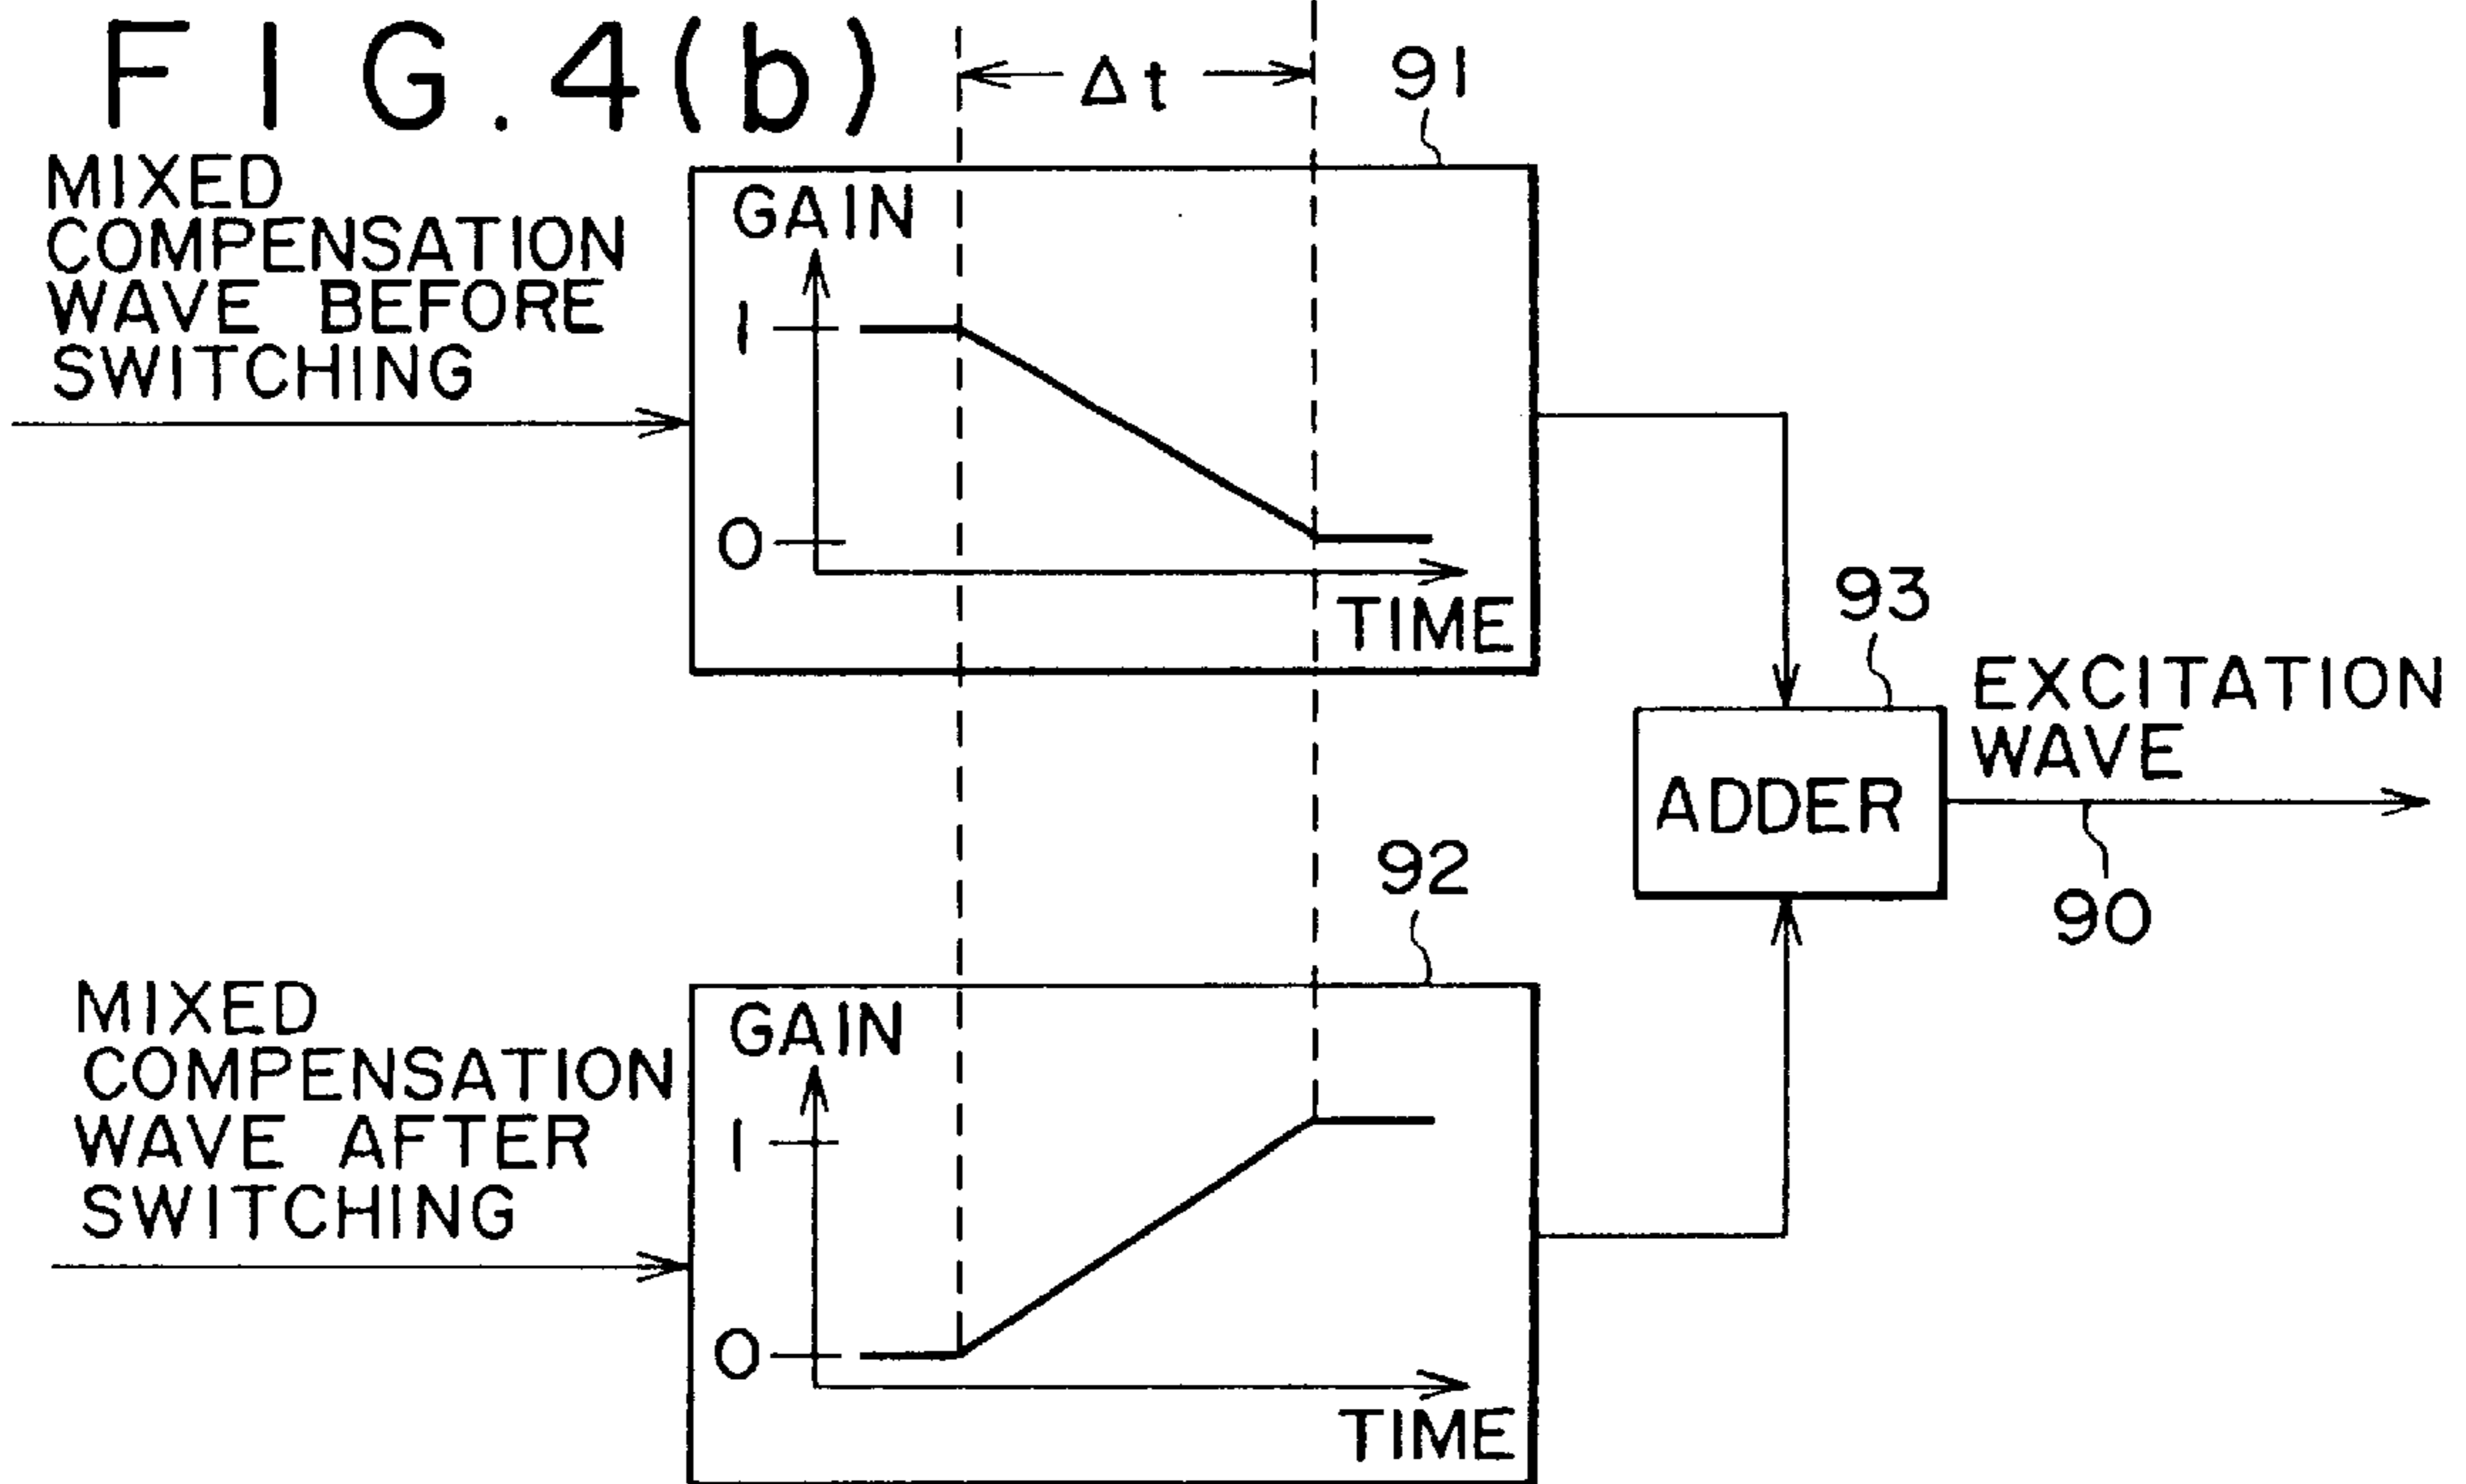 FIG.4(b)
Δt
91
MIXED
COMPENSATION
WAVE BEFORE
SWITCHING
GAIN
1
0
TIME
93
EXCITATION
WAVE
ADDER
90
92
MIXED
COMPENSATION
WAVE AFTER
SWITCHING
GAIN
1
0
TIME